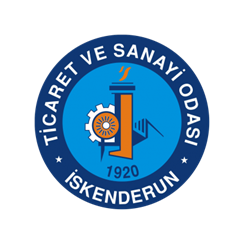 TİCARET VE SANAYİ ODASI
1920
İSKENDERUN